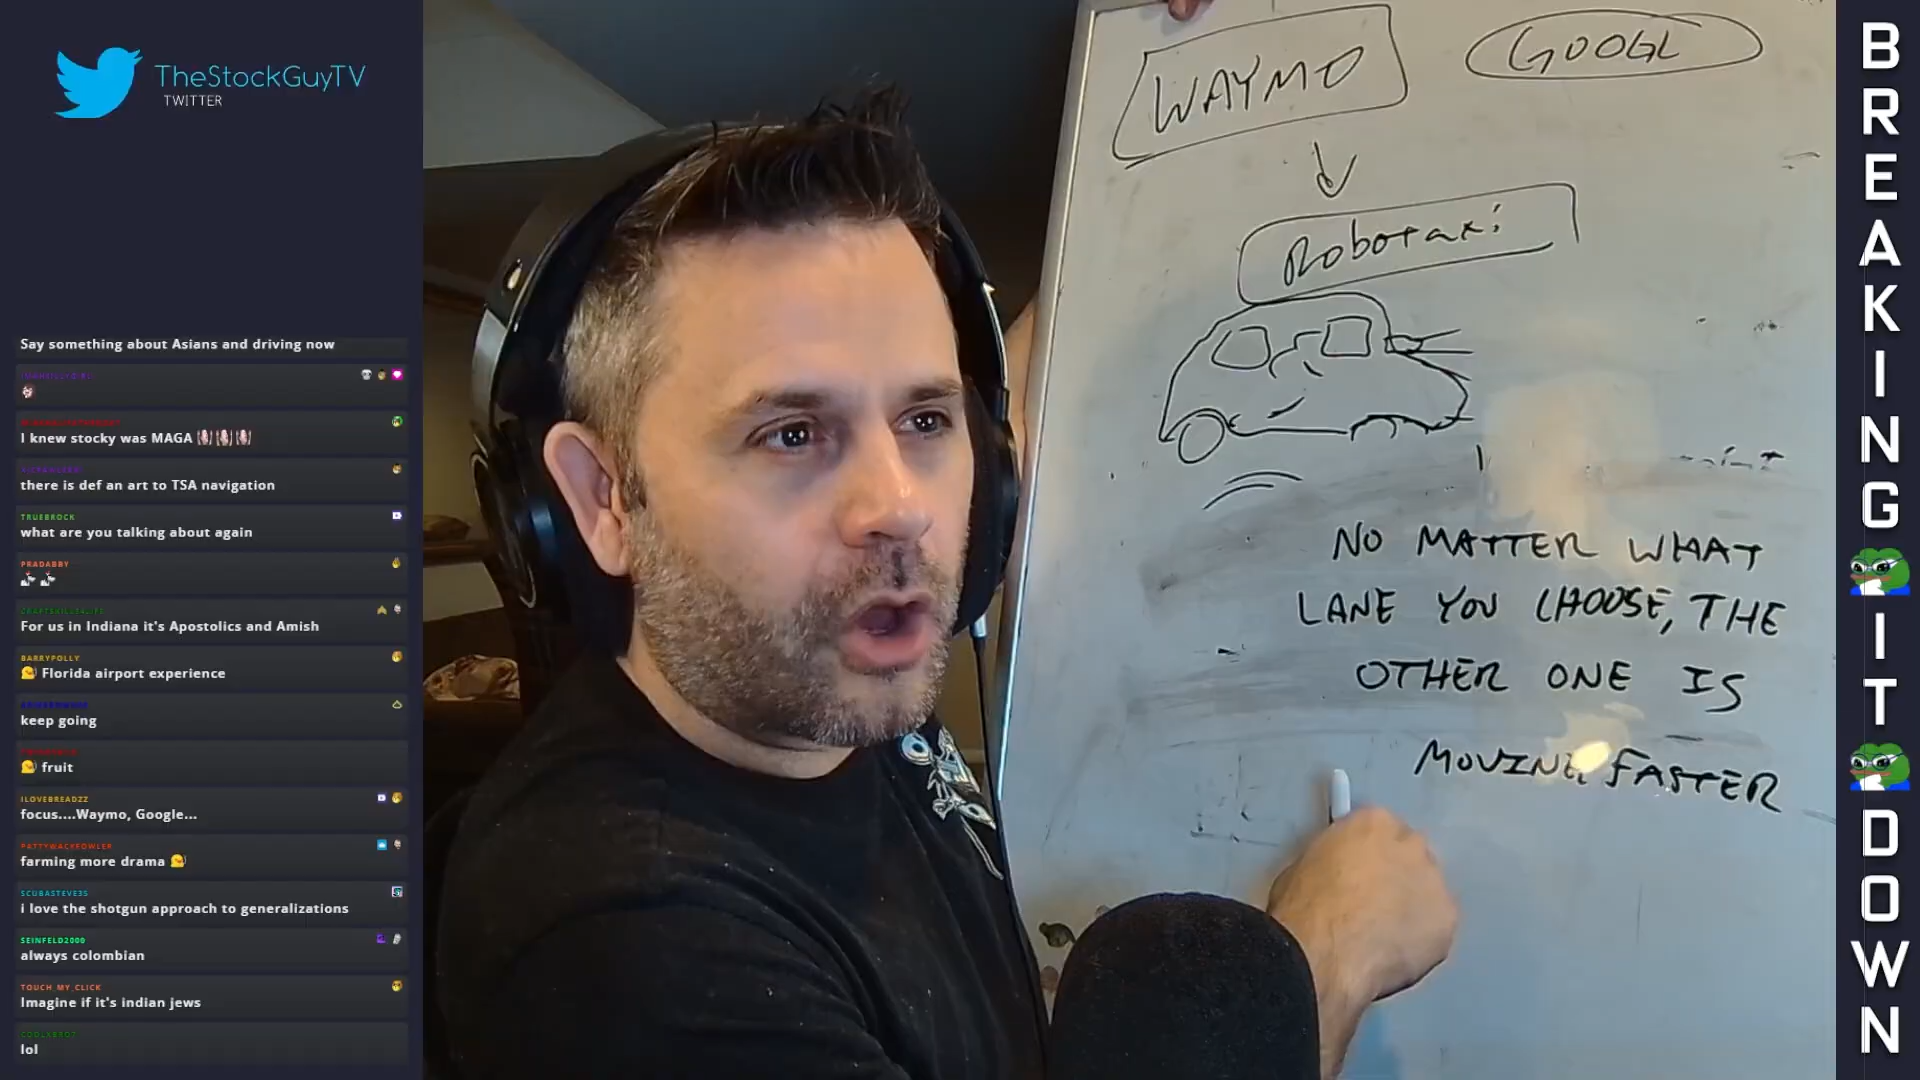 TheStockGuyTV
TWITTER
Say something about Asians and driving now
I knew stocky was MAGA
there is def an art to TSA navigation
TRUEBROCK
what are you talking about again
PRADABBY
For us in Indiana it's Apostolics and Amish
BARRYPOLLY
Florida airport experience
keep going
fruit
ILOVEBREADZZ
focus....Waymo, Google...
PATTYWACKFOWLER
farming more drama
SCUBASTEVE35
i love the shotgun approach to generalizations
SEINFELD2000
always colombian
TOUCH_MY_CLICK
Imagine if it's indian jews
lol
WAYMO
GOOGL
Robotaxi
NO MATTER WHAT
LANE YOU CHOOSE, THE
OTHER ONE IS
MOVING FASTER
BREAKING
IT
DOWN